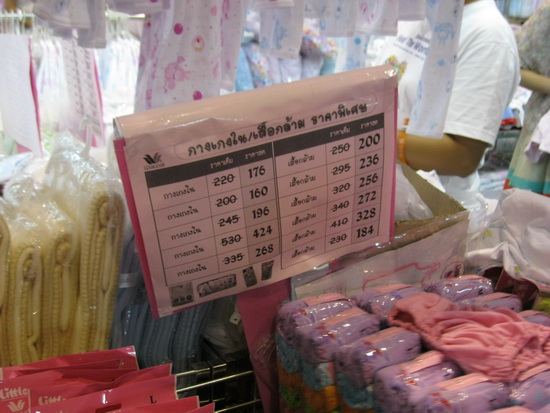 กางเกงใน/เสื้อกล้าม ราคาพิเศษ
ราคาเต็ม ราคาลด ราคาเต็ม ราคาลด
กางเกงใน 220 176 เสื้อกล้าม 250 200
กางเกงใน 200 160 เสื้อกล้าม 295 236
กางเกงใน 245 196 เสื้อกล้าม 320 256
กางเกงใน 530 424 เสื้อกล้าม 340 272
กางเกงใน 335 268 เสื้อกล้าม 410 328
เสื้อกล้าม 230 184
Little
Little